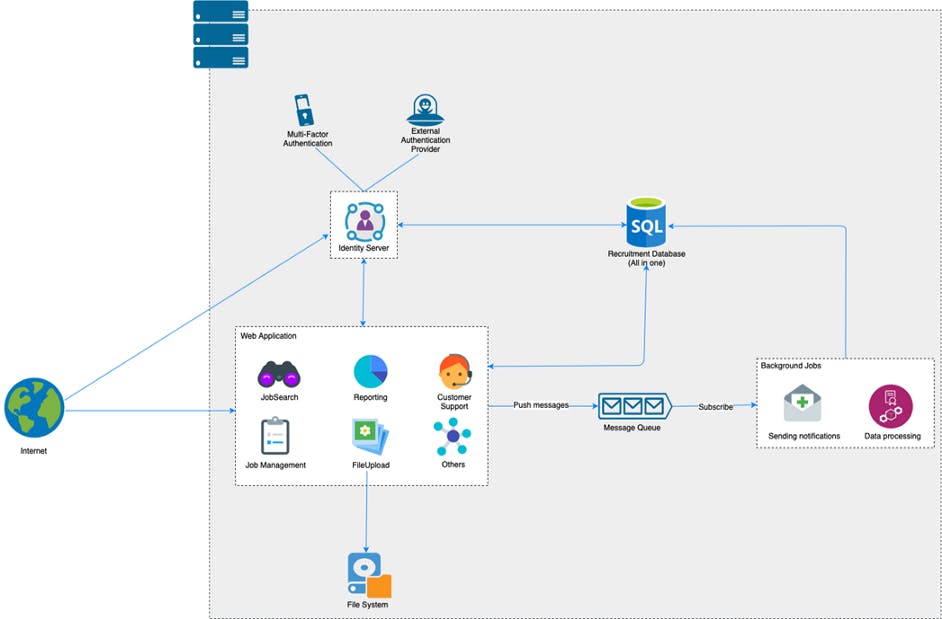 Multi-Factor
Authentication
External
Authentication
Provider
Identity Server
SQL
Recruitment Database
(All in one)
Web Application
JobSearch
Reporting
Customer
Support
Job Management
FileUpload
Others
Push messages
Message Queue
Subscribe
Background Jobs
Sending notifications
Data processing
Internet
File System